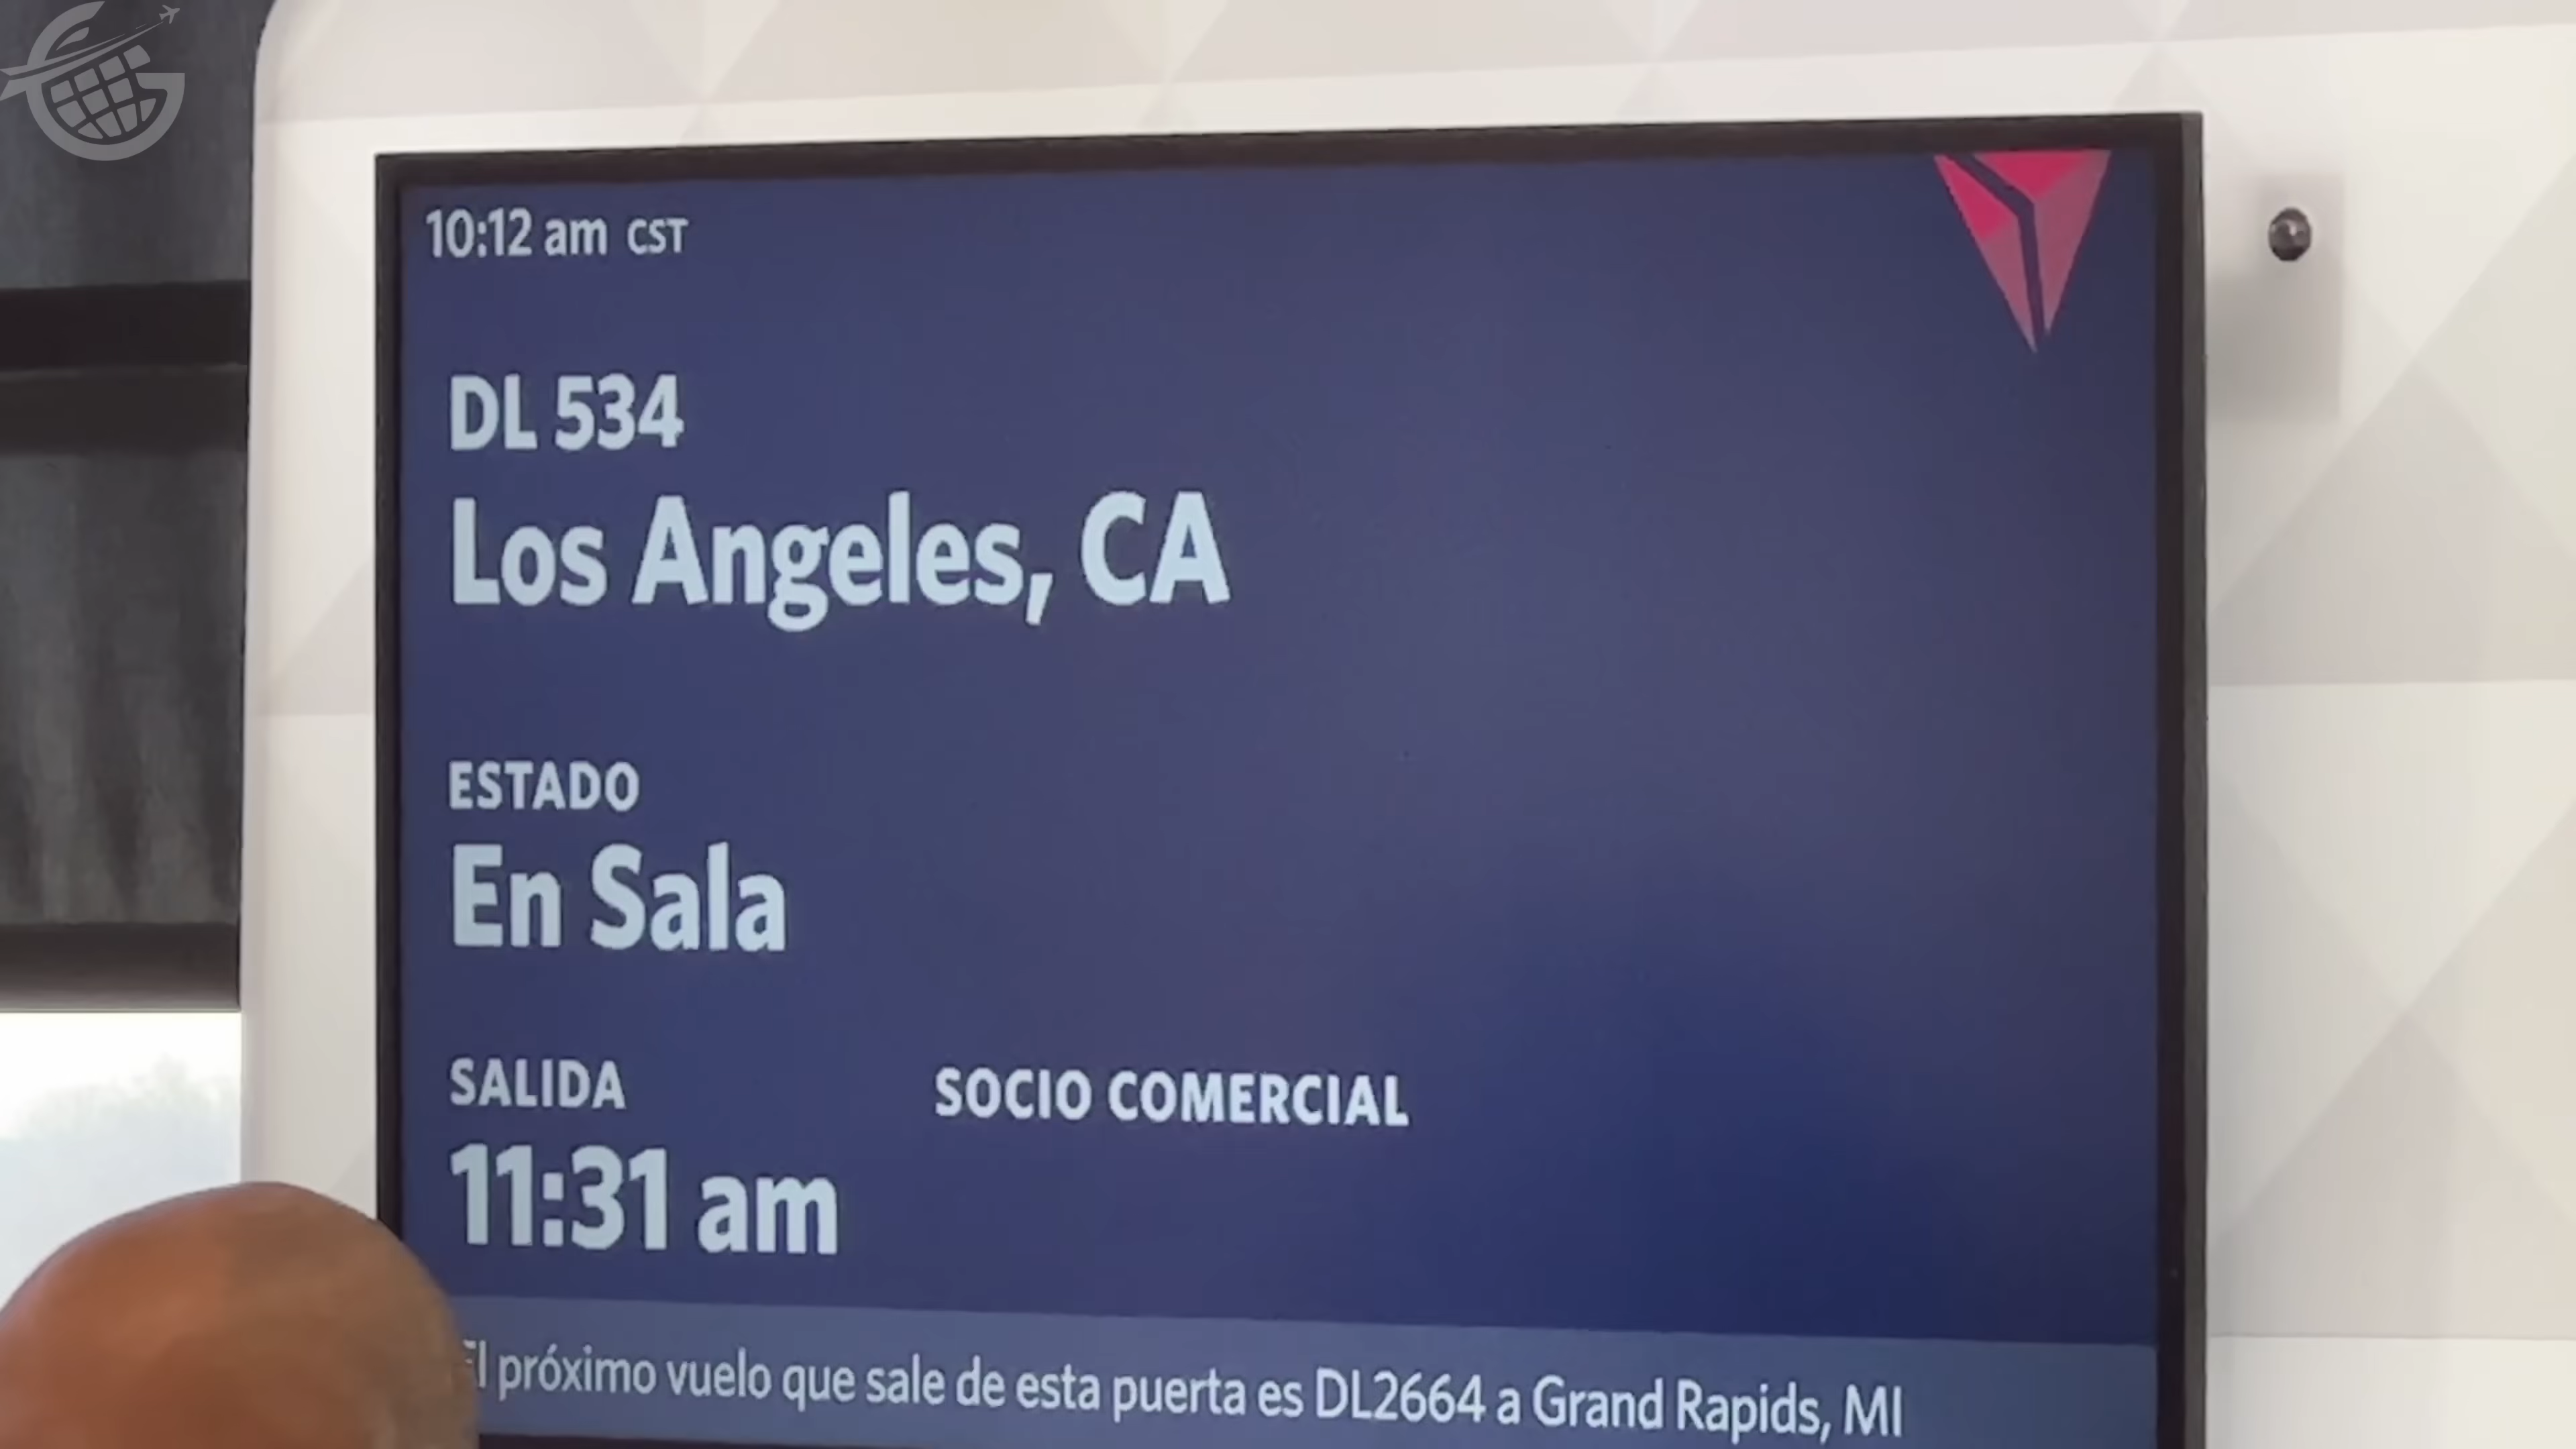 10:12 am CST
DL 534
Los Angeles, CA
ESTADO
En Sala
SALIDA
SOCIO COMERCIAL
11:31 am
El próximo vuelo que sale de esta puerta es DL2664 a Grand Rapids, MI